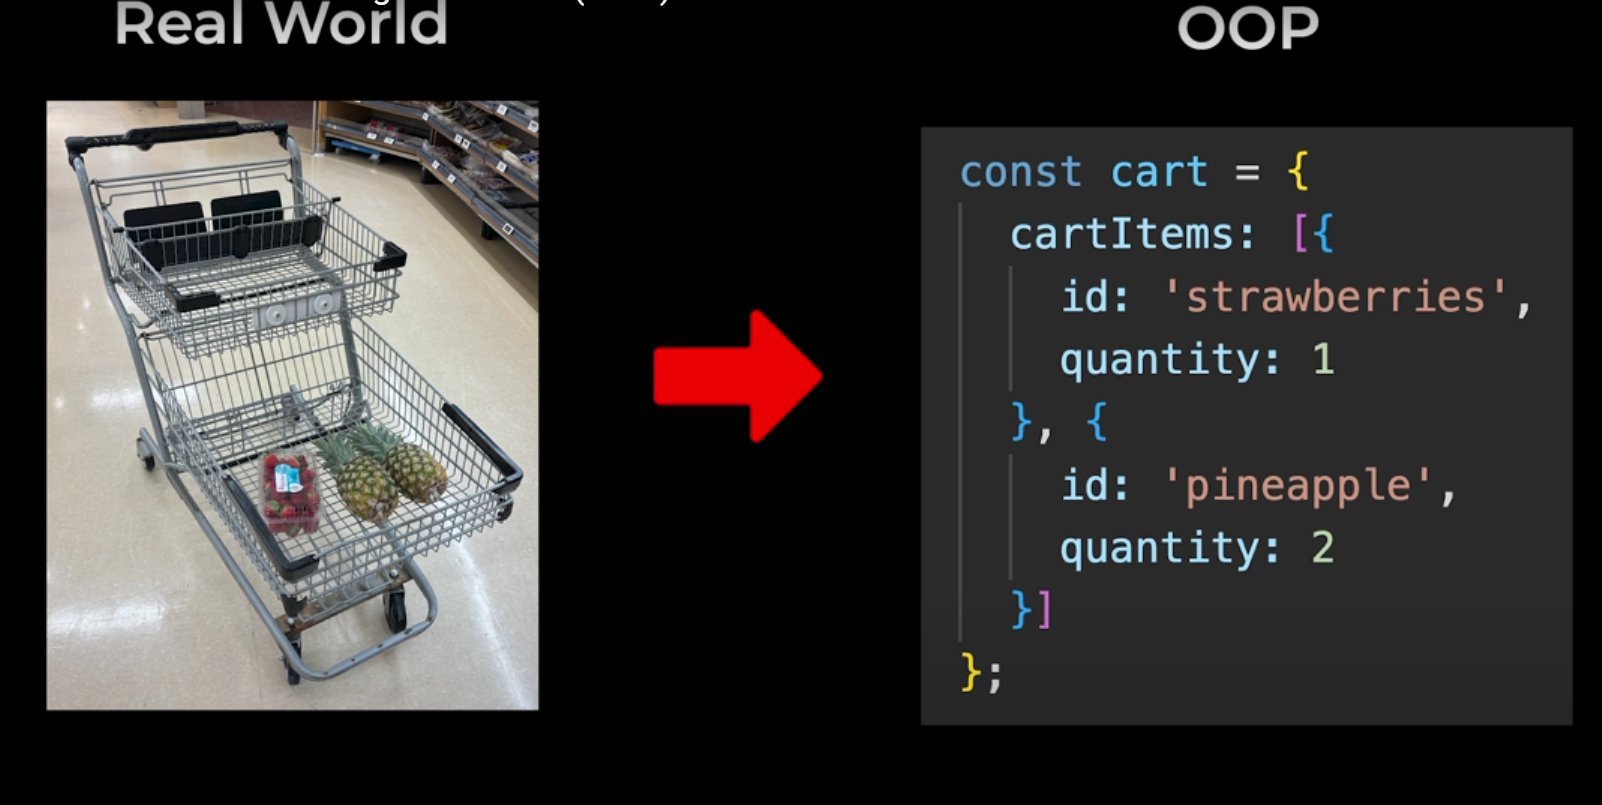 Real World
OOP
const cart = {
cartItems: [{
id: 'strawberries',
quantity: 1
}, {
id: 'pineapple',
quantity: 2
}]
};